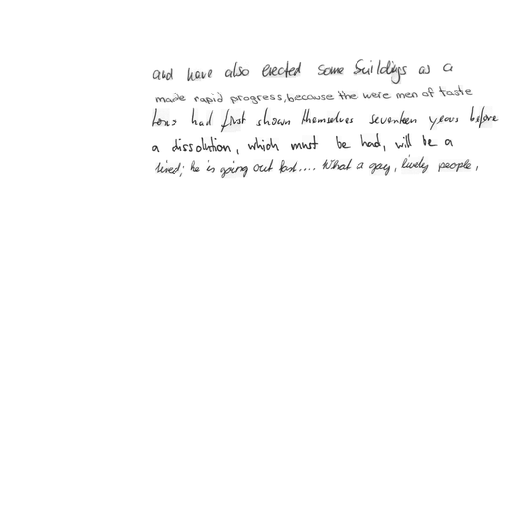 and have also erected some buildings as a
made rapid progress, because the were men of taste
had first shown themselves seventeen years before
a dissolution, which must be had, will be a
tired; he is going out fast.... What a gay, lively people,